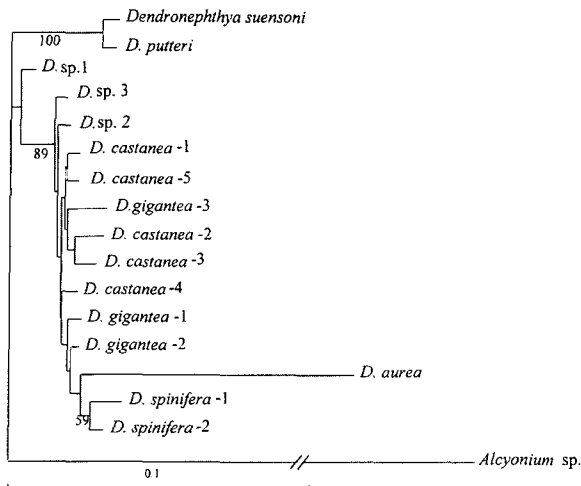 Dendronephthya suensoni
100
D. putteri
D. sp.1
D. sp. 3
D. sp. 2
89
D. castanea -1
D. castanea -5
D. gigantea -3
D. castanea -2
D. castanea -3
D. castanea -4
D. gigantea -1
D. gigantea -2
D. aurea
D. spinifera -1
59
D. spinifera -2
Alcyonium sp.
0.1